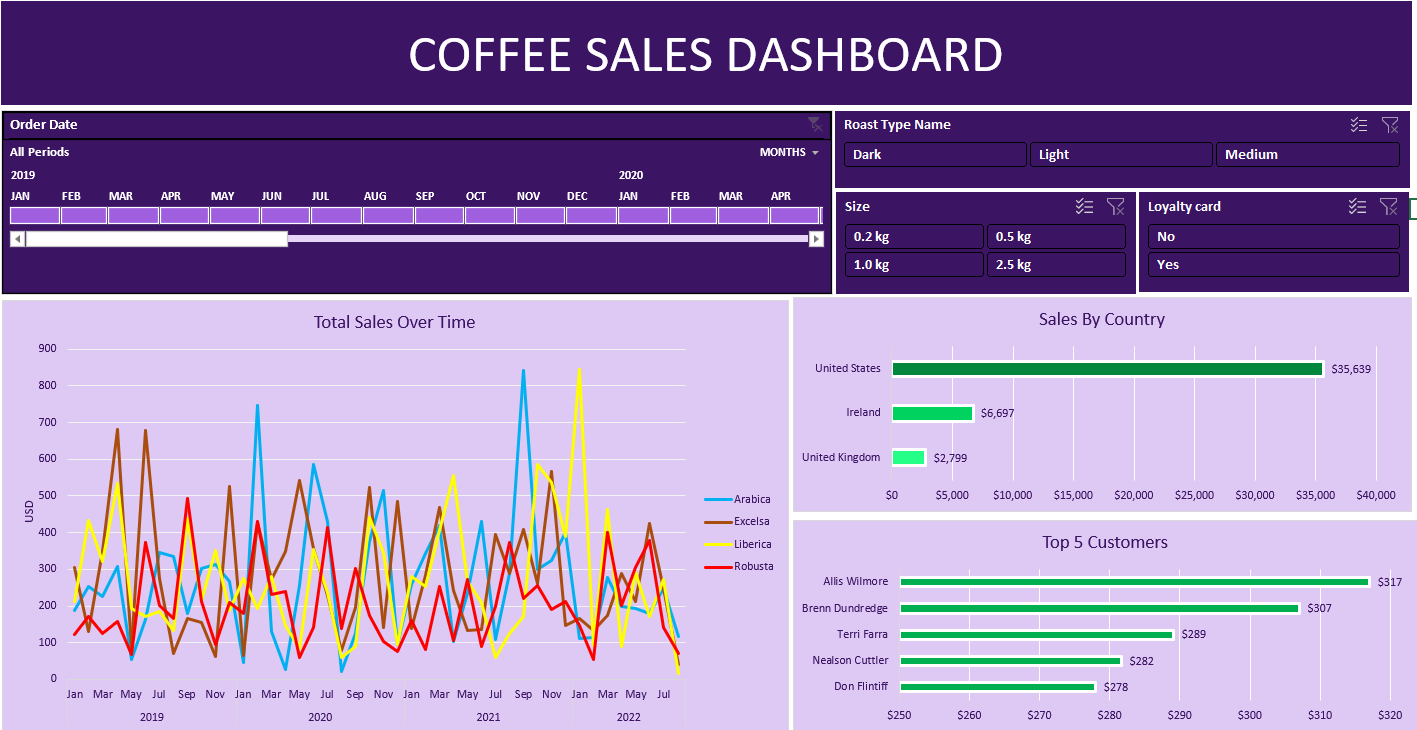 COFFEE SALES DASHBOARD
Order Date
All Periods
MONTHS
2019 2020
JAN FEB MAR APR MAY JUN JUL AUG SEP OCT NOV DEC JAN FEB MAR APR
Roast Type Name
Dark Light Medium
Size
0.2 kg 0.5 kg
1.0 kg 2.5 kg
Loyalty card
No
Yes
Total Sales Over Time
900
800
700
600
500
400
300
200
100
0
USD
Jan Mar May Jul Sep Nov Jan Mar May Jul Sep Nov Jan Mar May Jul Sep Nov Jan Mar May Jul
2019 2020 2021 2022
Arabica
Excelsa
Liberica
Robusta
Sales By Country
United States $35,639
Ireland $6,697
United Kingdom $2,799
$0 $5,000 $10,000 $15,000 $20,000 $25,000 $30,000 $35,000 $40,000
Top 5 Customers
Allis Wilmore $317
Brenn Dundredge $307
Terri Farra $289
Nealson Cuttler $282
Don Flintiff $278
$250 $260 $270 $280 $290 $300 $310 $320